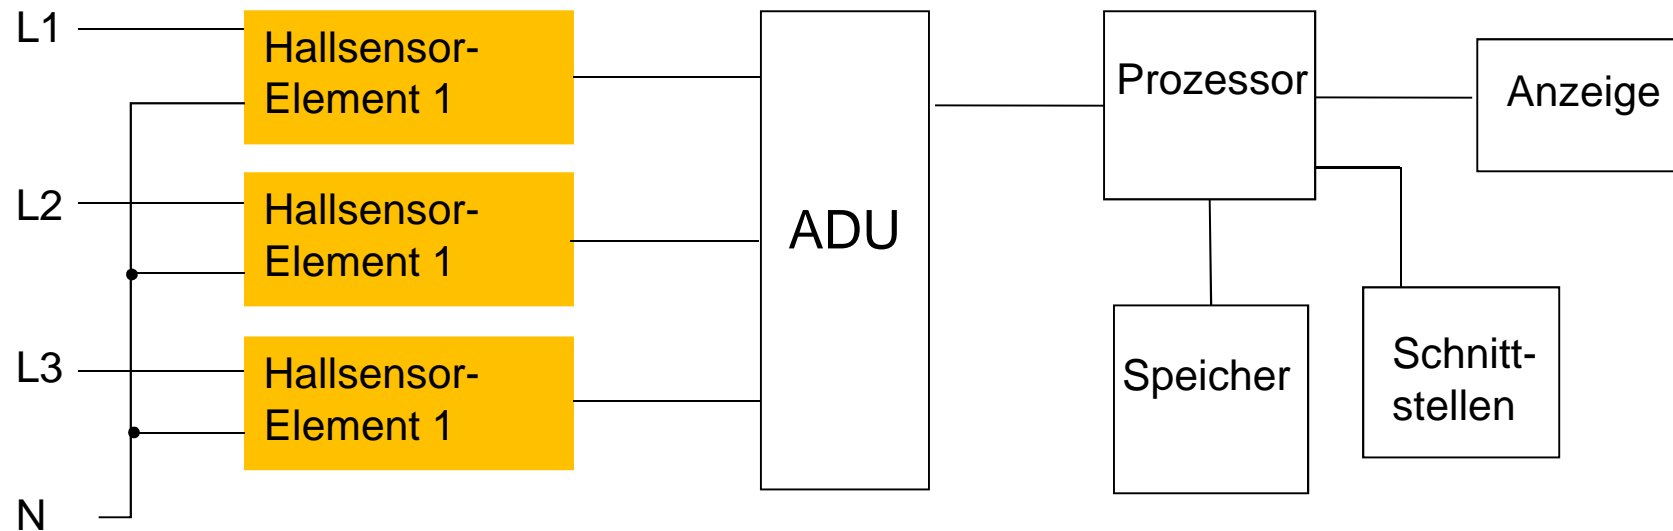 L1
Hallsensor-
Element 1
L2
Hallsensor-
Element 1
L3
Hallsensor-
Element 1
N
ADU
Prozessor
Anzeige
Speicher
Schnitt-
stellen